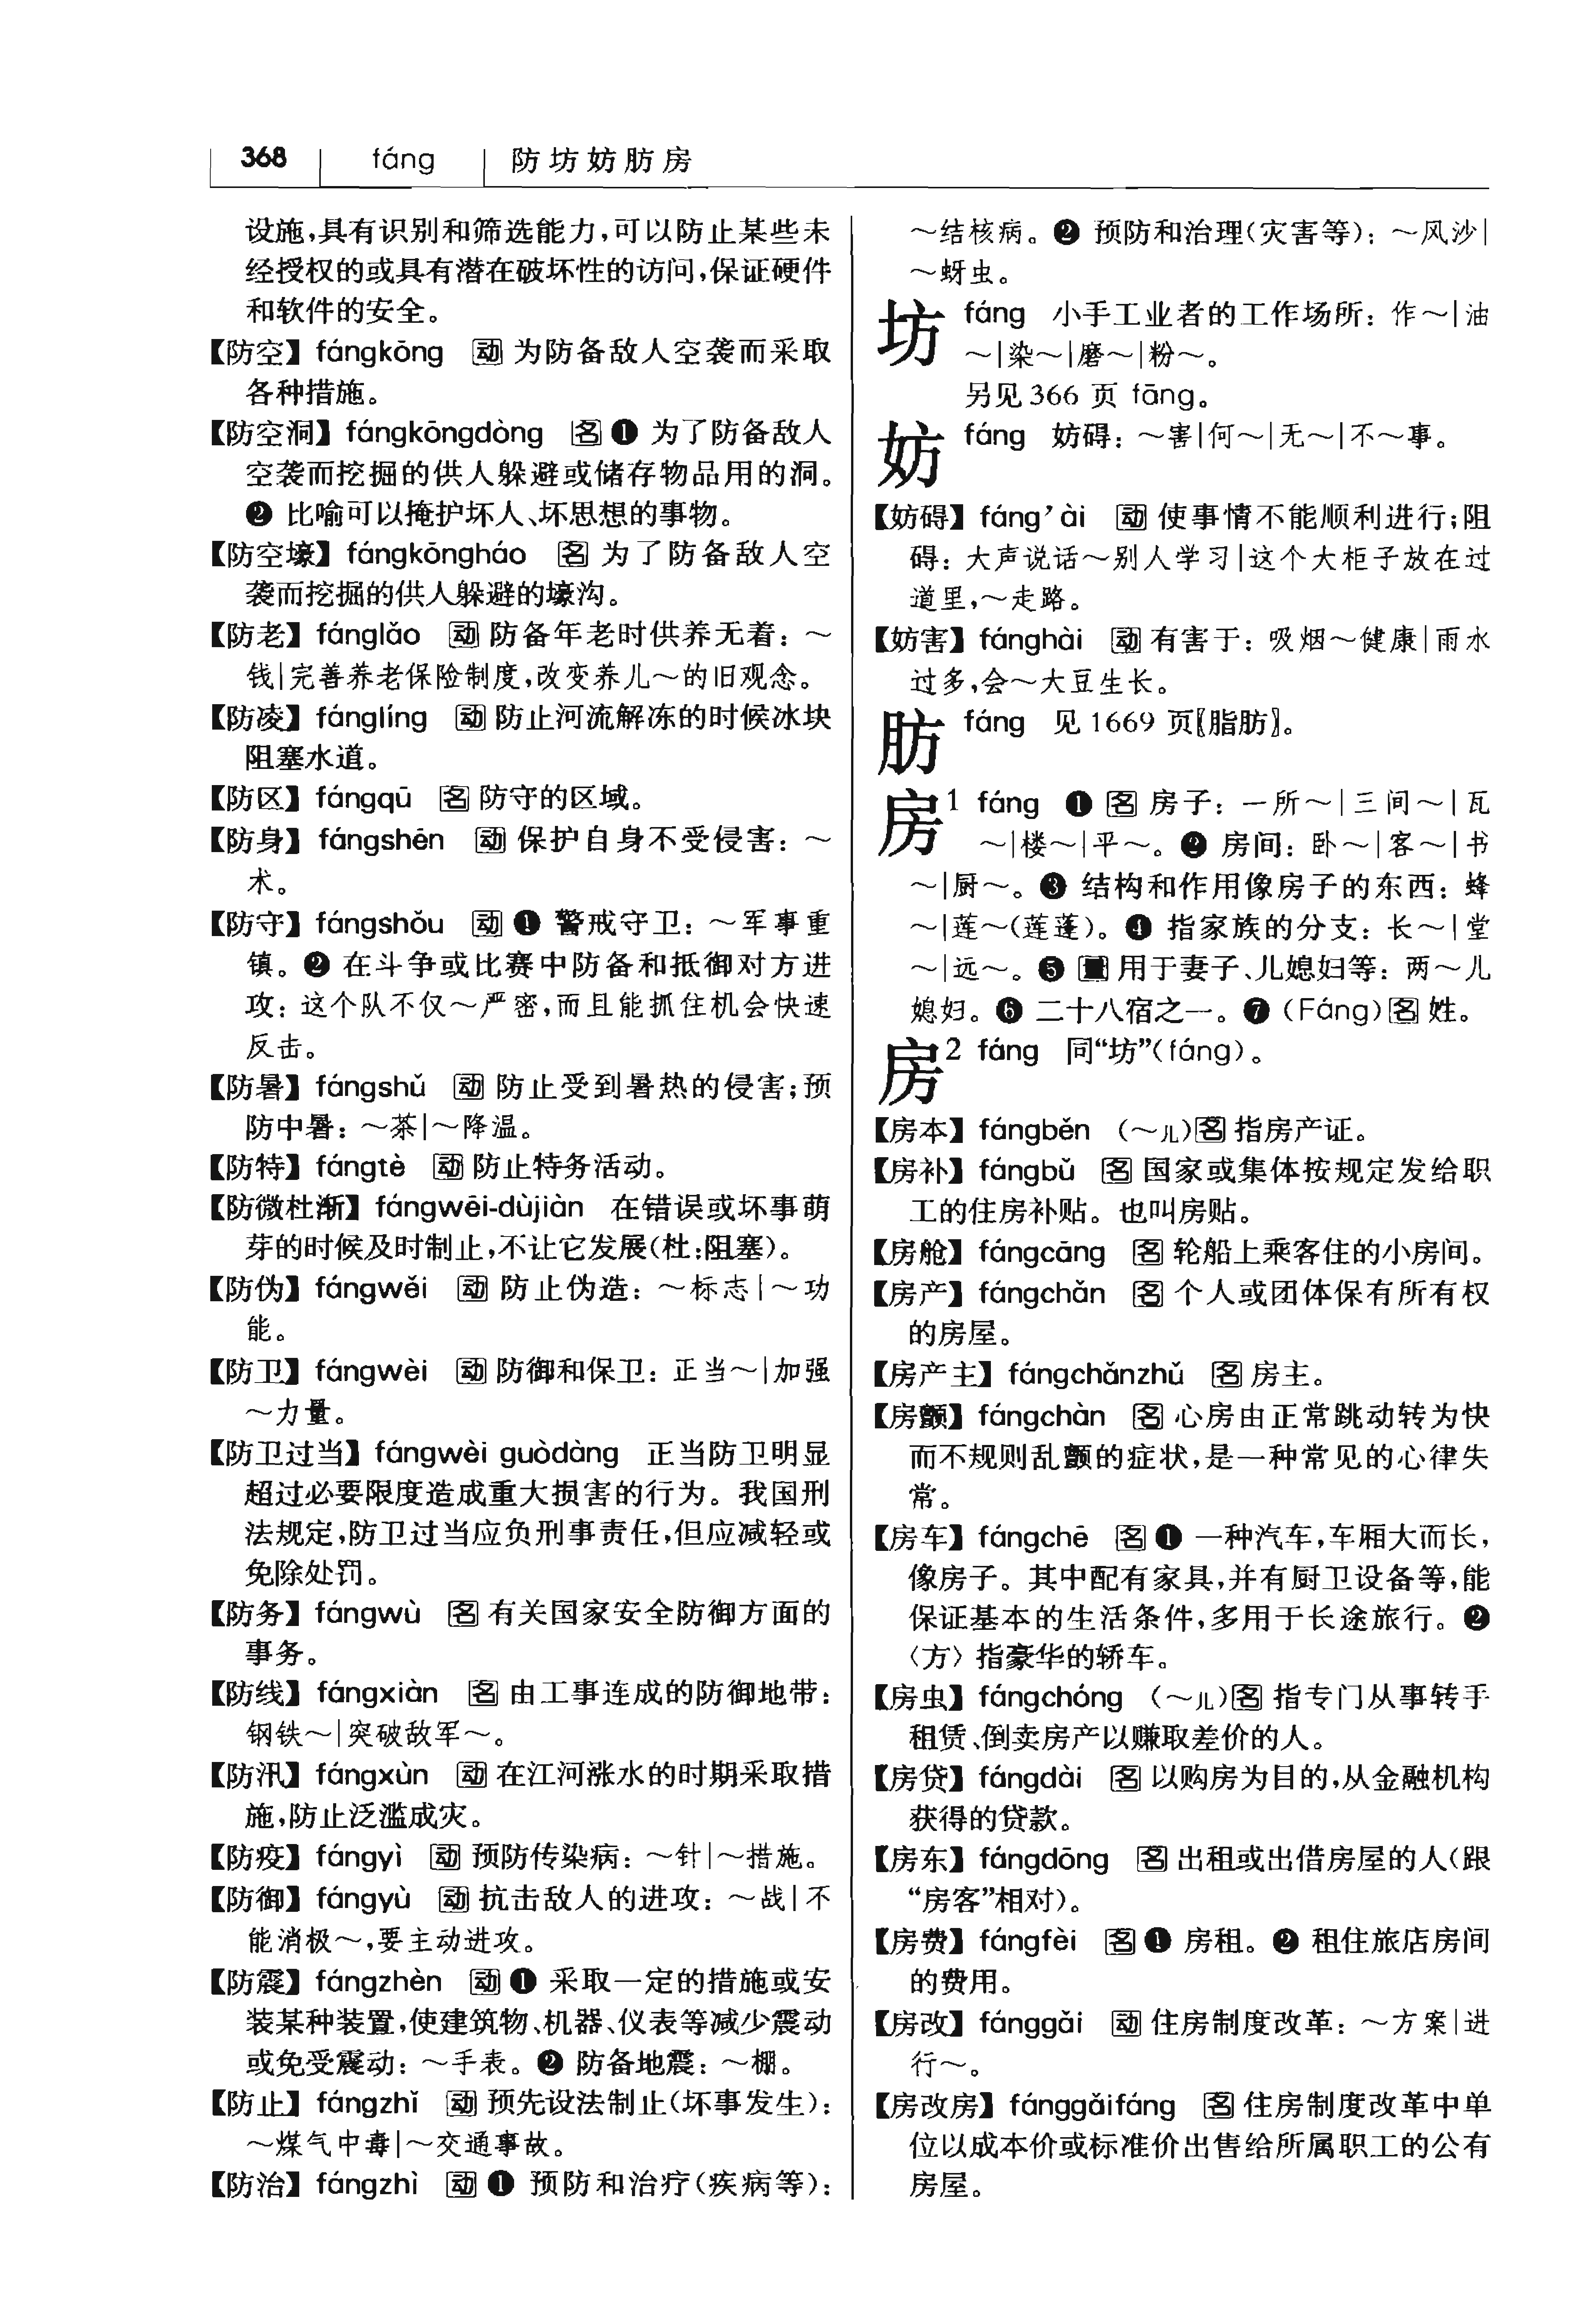 368 fáng 防坊妨肪房
设施,具有识别和筛选能力,可以防止某些未
经授权的或具有潜在破坏性的访问,保证硬件
和软件的安全。
【防空】fángkōng 动 为防备敌人空袭而采取
各种措施。
【防空洞】fángkōngdòng 名 ❶ 为了防备敌人
空袭而挖掘的供人躲避或储存物品用的洞。
❷ 比喻可以掩护坏人、坏思想的事物。
【防空壕】fángkōngháo 名 为了防备敌人空
袭而挖掘的供人躲避的壕沟。
【防老】fánglǎo 动 防备年老时供养无着:～
钱|完善养老保险制度,改变养儿～的旧观念。
【防凌】fánglíng 动 防止河流解冻的时候冰块
阻塞水道。
【防区】fángqū 名 防守的区域。
【防身】fángshēn 动 保护自身不受侵害:～
术。
【防守】fángshǒu 动 ❶ 警戒守卫:～军事重
镇。❷ 在斗争或比赛中防备和抵御对方进
攻:这个队不仅～严密,而且能抓住机会快速
反击。
【防暑】fángshǔ 动 防止受到暑热的侵害;预
防中暑:～茶|～降温。
【防特】fángtè 动 防止特务活动。
【防微杜渐】fángwēi-dùjiàn 在错误或坏事萌
芽的时候及时制止,不让它发展(杜:阻塞)。
【防伪】fángwěi 动 防止伪造:～标志|～功
能。
【防卫】fángwèi 动 防御和保卫:正当～|加强
～力量。
【防卫过当】fángwèi guòdàng 正当防卫明显
超过必要限度造成重大损害的行为。我国刑
法规定,防卫过当应负刑事责任,但应减轻或
免除处罚。
【防务】fángwù 名 有关国家安全防御方面的
事务。
【防线】fángxiàn 名 由工事连成的防御地带:
钢铁～|突破敌军～。
【防汛】fángxùn 动 在江河涨水的时期采取措
施,防止泛滥成灾。
【防疫】fángyì 动 预防传染病:～针|～措施。
【防御】fángyù 动 抗击敌人的进攻:～战|不
能消极～,要主动进攻。
【防震】fángzhèn 动 ❶ 采取一定的措施或安
装某种装置,使建筑物、机器、仪表等减少震动
或免受震动:～手表。❷ 防备地震:～棚。
【防止】fángzhǐ 动 预先设法制止(坏事发生):
～煤气中毒|～交通事故。
【防治】fángzhì 动 ❶ 预防和治疗(疾病等):
～结核病。❷ 预防和治理(灾害等):～风沙|
～蚜虫。
坊 fáng 小手工业者的工作场所:作～|油
～|染～|磨～|粉～。
另见 366 页 fāng。
妨 fáng 妨碍:～害|何～|无～|不～事。
【妨碍】fáng’ài 动 使事情不能顺利进行;阻
碍:大声说话～别人学习|这个大柜子放在过
道里,～走路。
【妨害】fánghài 动 有害于:吸烟～健康|雨水
过多,会～大豆生长。
肪 fáng 见 1669 页〖脂肪〗。
房1 fáng ❶ 名 房子:一所～|三间～|瓦
～|楼～|平～。❷ 房间:卧～|客～|书
～|厨～。❸ 结构和作用像房子的东西:蜂
～|莲～(莲蓬)。❹ 指家族的分支:长～|堂
～|远～。❺ 量 用于妻子、儿媳妇等:两～儿
媳妇。❻ 二十八宿之一。❼ (Fáng) 名 姓。
房2 fáng 同“坊”(fáng)。
【房本】fángběn (～儿) 名 指房产证。
【房补】fángbǔ 名 国家或集体按规定发给职
工的住房补贴。也叫房贴。
【房舱】fángcāng 名 轮船上乘客住的小房间。
【房产】fángchǎn 名 个人或团体保有所有权
的房屋。
【房产主】fángchǎnzhǔ 名 房主。
【房颤】fángchàn 名 心房由正常跳动转为快
而不规则乱颤的症状,是一种常见的心律失
常。
【房车】fángchē 名 ❶ 一种汽车,车厢大而长,
像房子。其中配有家具,并有厨卫设备等,能
保证基本的生活条件,多用于长途旅行。❷
〈方〉指豪华的轿车。
【房虫】fángchóng (～儿) 名 指专门从事转手
租赁、倒卖房产以赚取差价的人。
【房贷】fángdài 名 以购房为目的,从金融机构
获得的贷款。
【房东】fángdōng 名 出租或出借房屋的人(跟
“房客”相对)。
【房费】fángfèi 名 ❶ 房租。❷ 租住旅店房间
的费用。
【房改】fánggǎi 动 住房制度改革:～方案|进
行～。
【房改房】fánggǎifáng 名 住房制度改革中单
位以成本价或标准价出售给所属职工的公有
房屋。